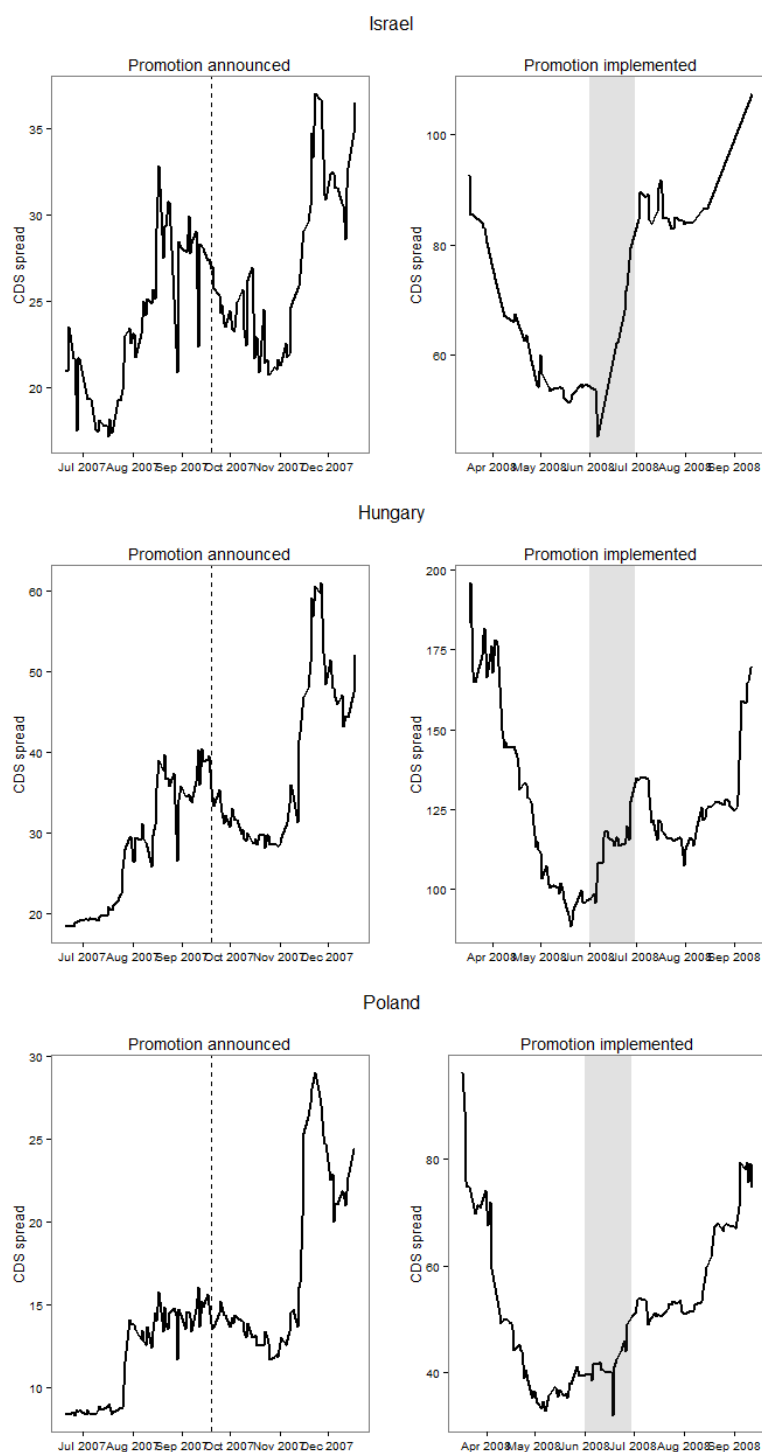 Israel
Promotion announced
Promotion implemented
CDS spread
35
30
25
20
Jul 2007 Aug 2007 Sep 2007 Oct 2007 Nov 2007 Dec 2007
CDS spread
100
80
60
Apr 2008 May 2008 Jun 2008 Jul 2008 Aug 2008 Sep 2008
Hungary
Promotion announced
Promotion implemented
CDS spread
60
50
40
30
20
Jul 2007 Aug 2007 Sep 2007 Oct 2007 Nov 2007 Dec 2007
CDS spread
200
175
150
125
100
Apr 2008 May 2008 Jun 2008 Jul 2008 Aug 2008 Sep 2008
Poland
Promotion announced
Promotion implemented
CDS spread
30
25
20
15
10
Jul 2007 Aug 2007 Sep 2007 Oct 2007 Nov 2007 Dec 2007
CDS spread
80
60
40
Apr 2008 May 2008 Jun 2008 Jul 2008 Aug 2008 Sep 2008